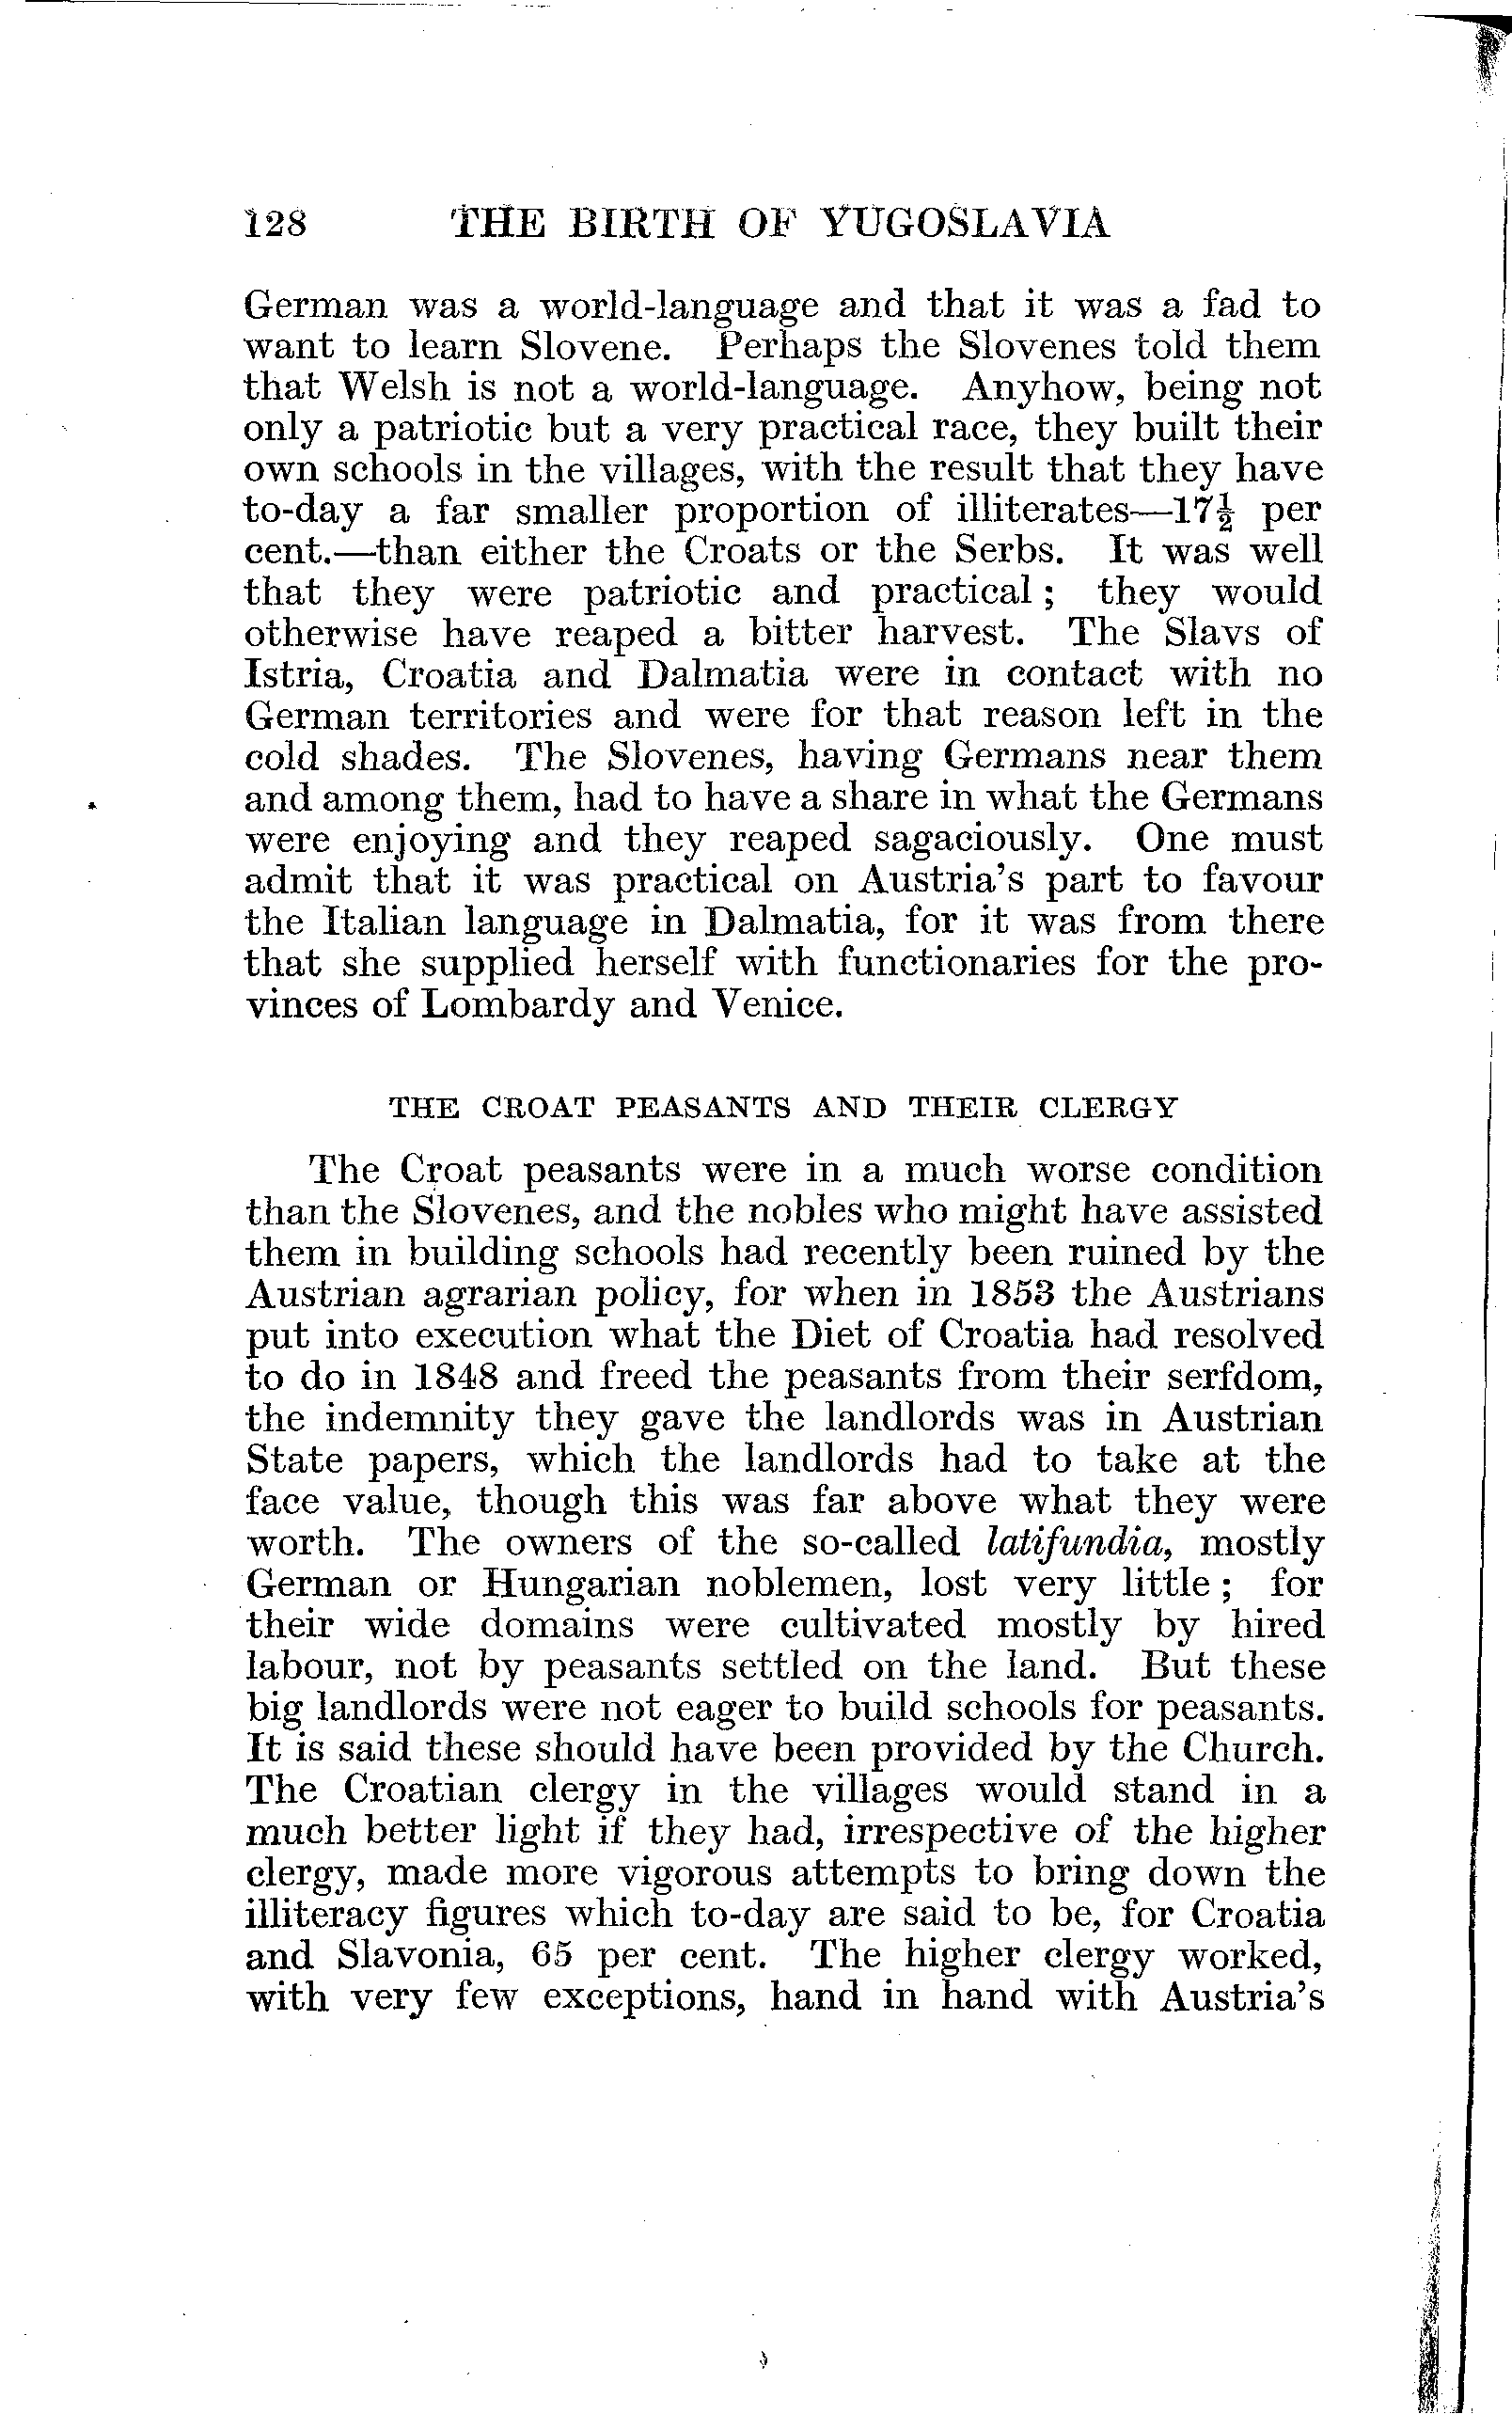 128 THE BIRTH OF YUGOSLAVIA
German was a world-language and that it was a fad to
want to learn Slovene. Perhaps the Slovenes told them
that Welsh is not a world-language. Anyhow, being not
only a patriotic but a very practical race, they built their
own schools in the villages, with the result that they have
to-day a far smaller proportion of illiterates—17½ per
cent.—than either the Croats or the Serbs. It was well
that they were patriotic and practical; they would
otherwise have reaped a bitter harvest. The Slavs of
Istria, Croatia and Dalmatia were in contact with no
German territories and were for that reason left in the
cold shades. The Slovenes, having Germans near them
and among them, had to have a share in what the Germans
were enjoying and they reaped sagaciously. One must
admit that it was practical on Austria's part to favour
the Italian language in Dalmatia, for it was from there
that she supplied herself with functionaries for the pro-
vinces of Lombardy and Venice.
THE CROAT PEASANTS AND THEIR CLERGY
The Croat peasants were in a much worse condition
than the Slovenes, and the nobles who might have assisted
them in building schools had recently been ruined by the
Austrian agrarian policy, for when in 1853 the Austrians
put into execution what the Diet of Croatia had resolved
to do in 1848 and freed the peasants from their serfdom,
the indemnity they gave the landlords was in Austrian
State papers, which the landlords had to take at the
face value, though this was far above what they were
worth. The owners of the so-called latifundia, mostly
German or Hungarian noblemen, lost very little; for
their wide domains were cultivated mostly by hired
labour, not by peasants settled on the land. But these
big landlords were not eager to build schools for peasants.
It is said these should have been provided by the Church.
The Croatian clergy in the villages would stand in a
much better light if they had, irrespective of the higher
clergy, made more vigorous attempts to bring down the
illiteracy figures which to-day are said to be, for Croatia
and Slavonia, 65 per cent. The higher clergy worked,
with very few exceptions, hand in hand with Austria's